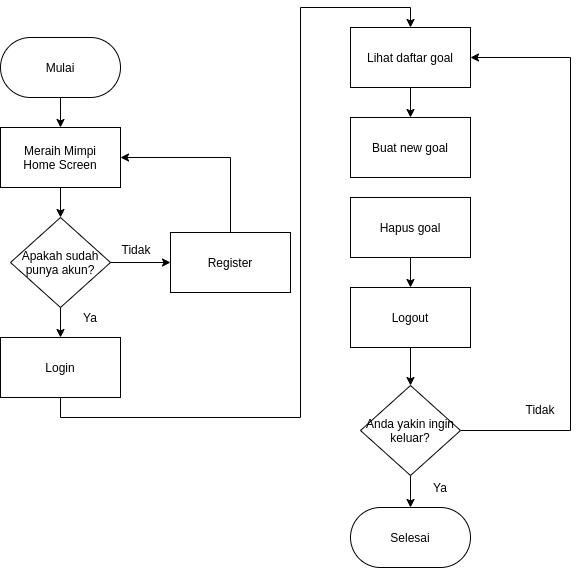 Mulai
Meraih Mimpi
Home Screen
Apakah sudah
punya akun?
Tidak
Register
Ya
Login
Lihat daftar goal
Buat new goal
Hapus goal
Logout
Anda yakin ingin
keluar?
Tidak
Ya
Selesai